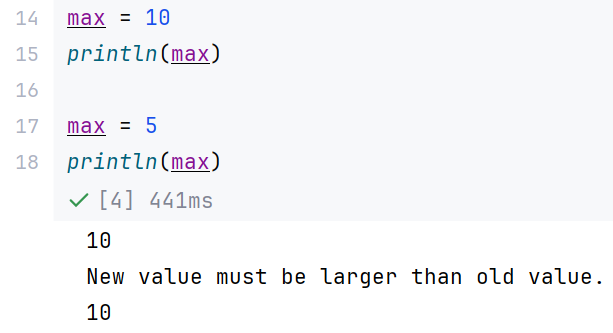 14 max = 10
15 println(max)
16
17 max = 5
18 println(max)
✓ [4] 441ms
10
New value must be larger than old value.
10